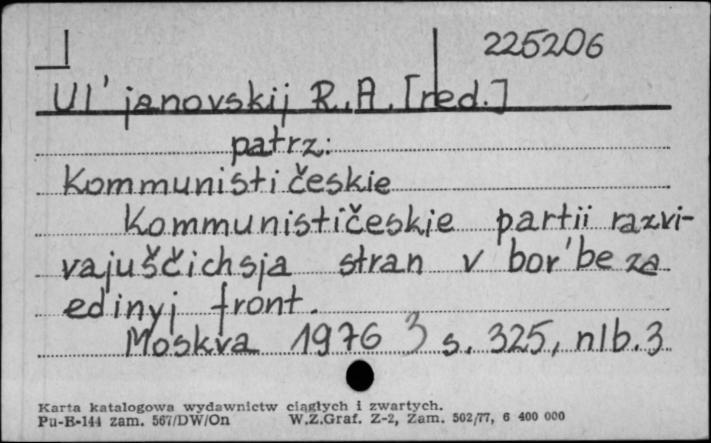 225206
Ul'janovskij R.A. [red.]
patrz:
Kommunističeskie
Kommunističeskie partii razvi-
vajuščichsja stran v bor'be za
edinyj front.
Moskva 1976 3 s. 325, nlb. 3
Karta katalogowa wydawnictw ciągłych i zwartych.
Pu-B-144 zam. 567/DW/On W.Z.Graf. Z-2, Zam. 502/77, 6 400 000